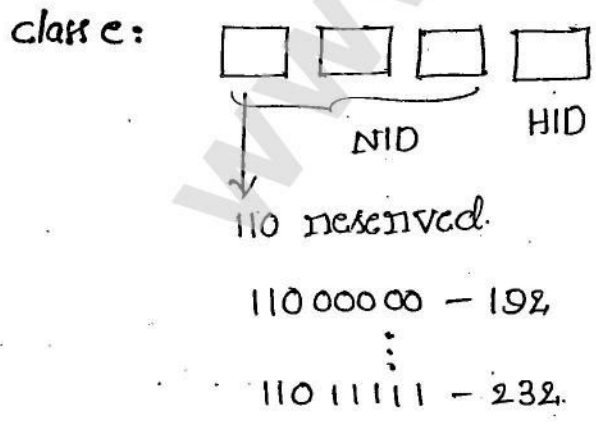 class c:
NID HID
110 reserved.
11000000 - 192
⋮
11011111 - 232.